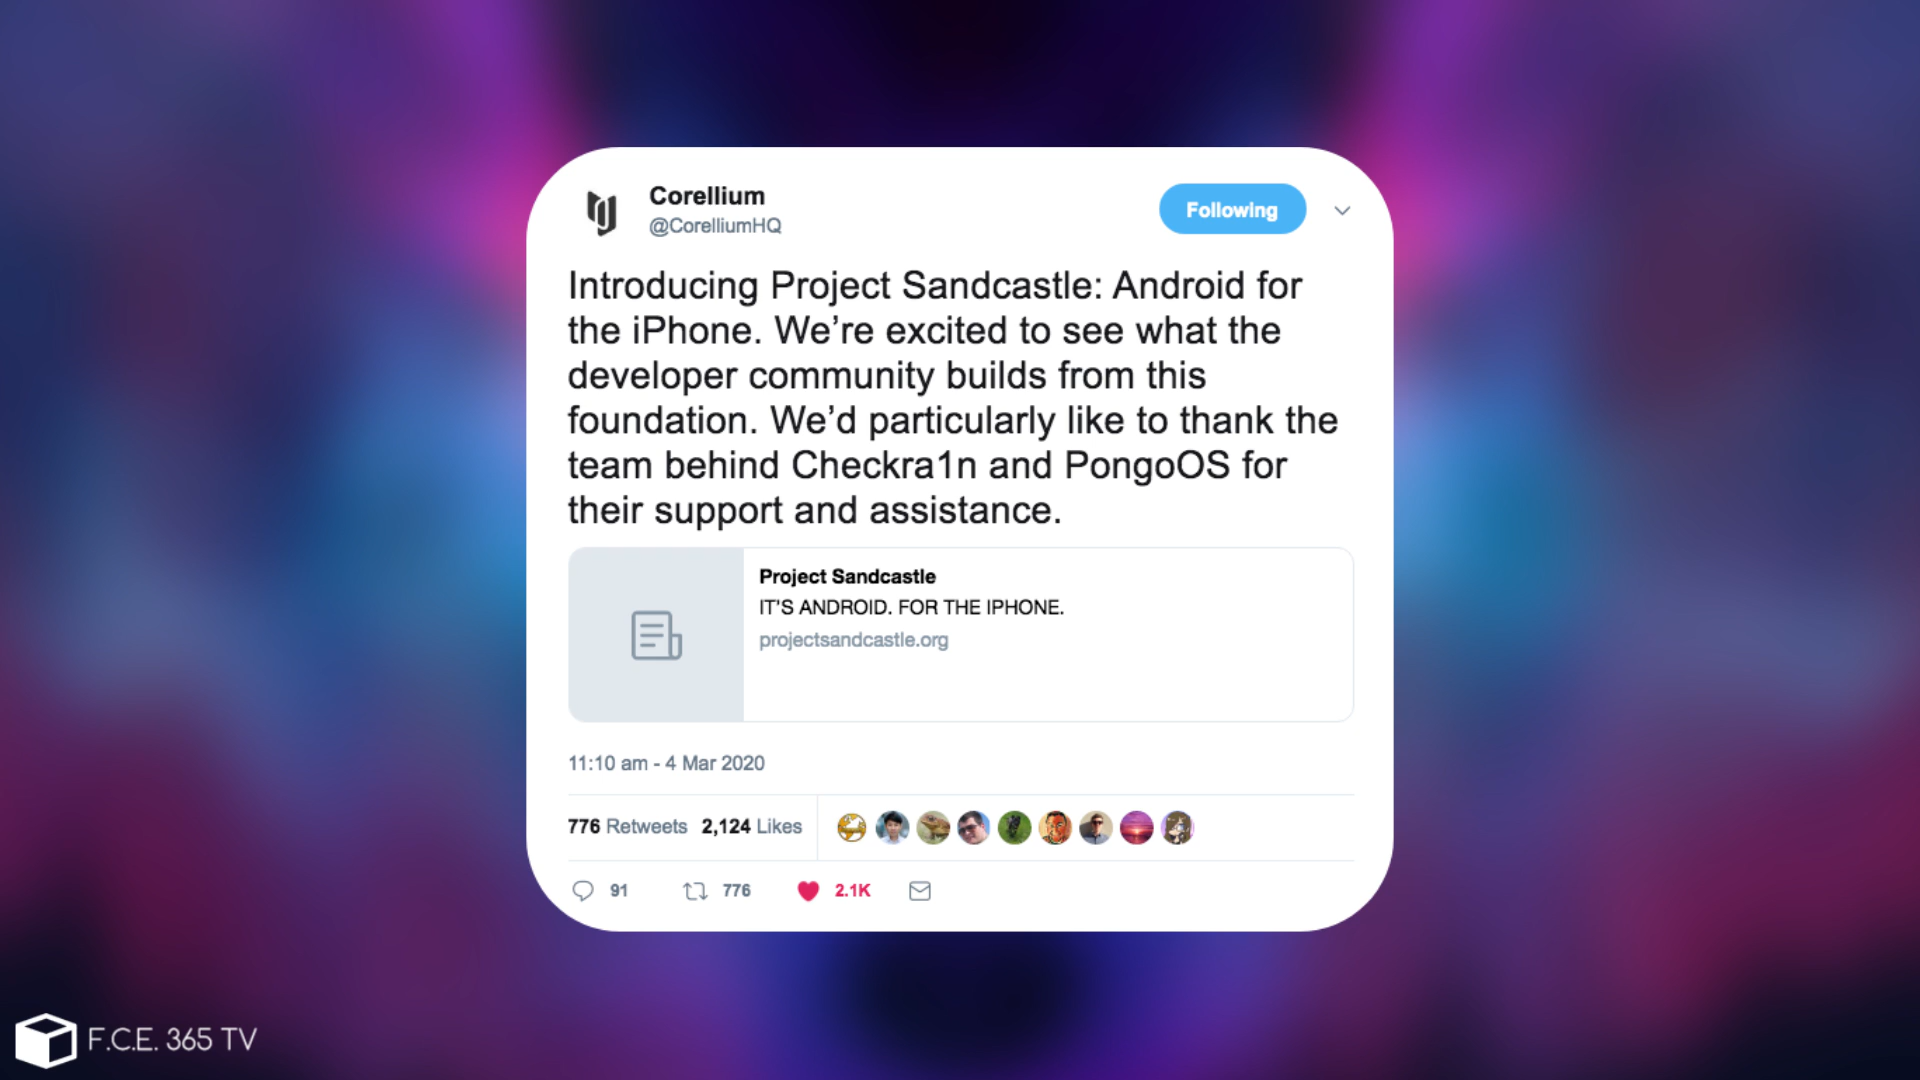 Corellium
@CorelliumHQ
Following
Introducing Project Sandcastle: Android for
the iPhone. We’re excited to see what the
developer community builds from this
foundation. We’d particularly like to thank the
team behind Checkra1n and PongoOS for
their support and assistance.
Project Sandcastle
IT'S ANDROID. FOR THE IPHONE.
projectsandcastle.org
11:10 am - 4 Mar 2020
776 Retweets 2,124 Likes
91 776 2.1K
F.C.E. 365 TV